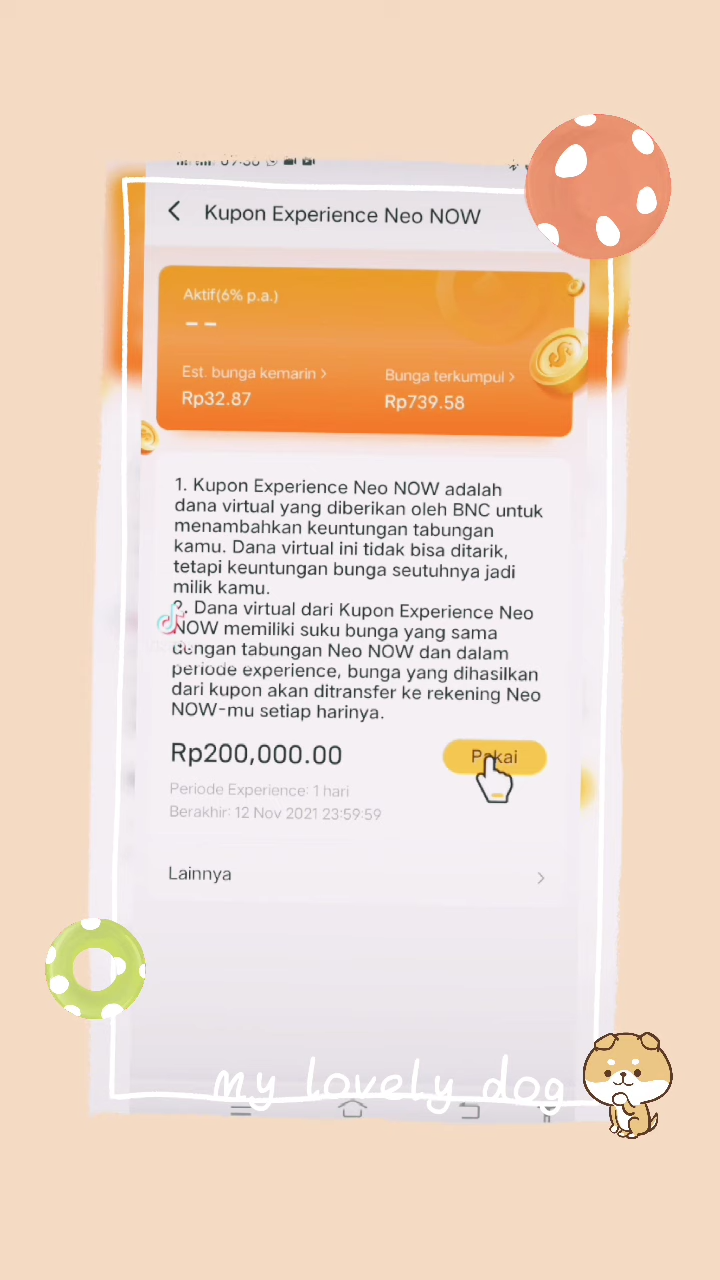 Kupon Experience Neo NOW
Aktif(6% p.a.)
--
Est. bunga kemarin >
Bunga terkumpul >
Rp32.87
Rp739.58
1. Kupon Experience Neo NOW adalah
dana virtual yang diberikan oleh BNC untuk
menambahkan keuntungan tabungan
kamu. Dana virtual ini tidak bisa ditarik,
tetapi keuntungan bunga seutuhnya jadi
milik kamu.
2. Dana virtual dari Kupon Experience Neo
NOW memiliki suku bunga yang sama
dengan tabungan Neo NOW dan dalam
periode experience, bunga yang dihasilkan
dari kupon akan ditransfer ke rekening Neo
NOW-mu setiap harinya.
Rp200,000.00
Pakai
Periode Experience: 1 hari
Berakhir: 12 Nov 2021 23:59:59
Lainnya
my lovely dog